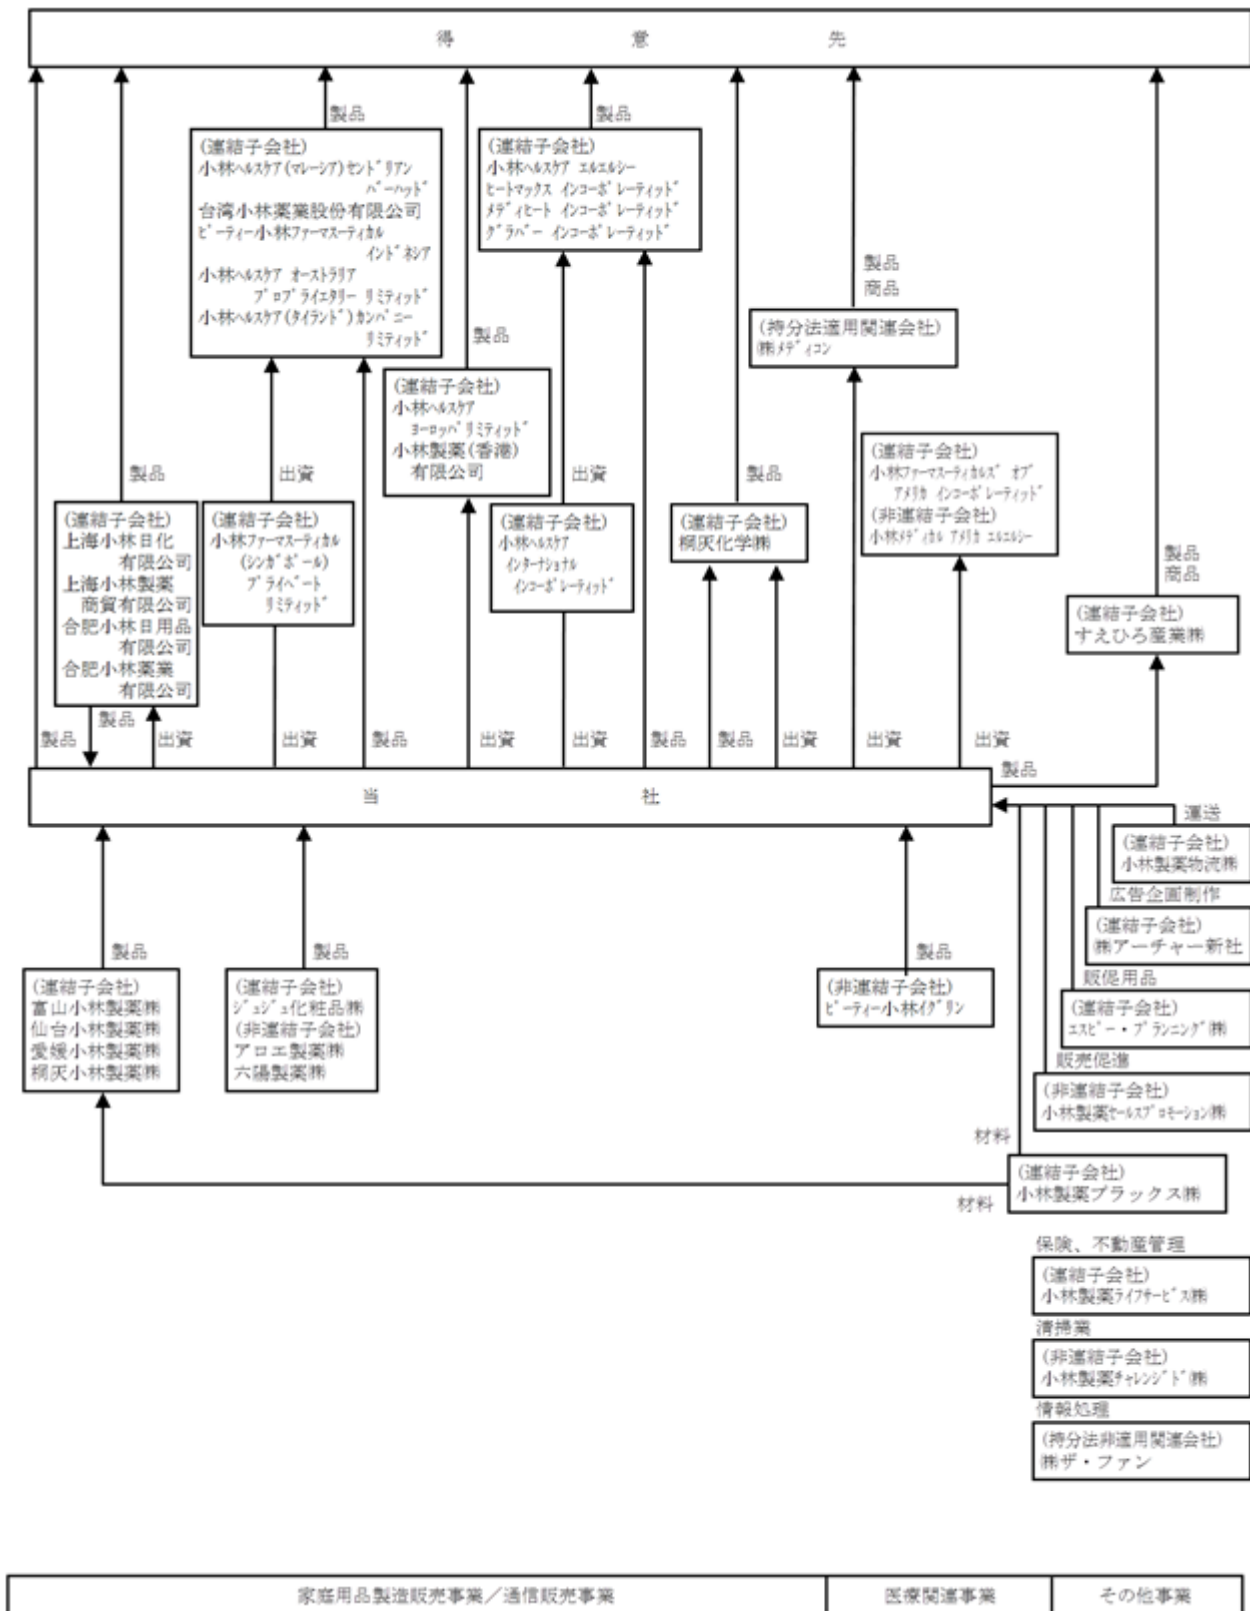 得意先
製品
(連結子会社)
小林ヘルスケア(マレーシア)センドリアン
バーハッド
台湾小林薬業股份有限公司
ピーティー小林ファーマスーティカル
インドネシア
小林ヘルスケア オーストラリア
プロプライエタリー リミティッド
小林ヘルスケア(タイランド)カンパニー
リミティッド
製品
(連結子会社)
小林ヘルスケア エルエルシー
ヒートマックス インコーポレーティッド
メディヒート インコーポレーティッド
グラバー インコーポレーティッド
製品
商品
(持分法適用関連会社)
㈱メディコン
製品
(連結子会社)
小林ヘルスケア
ヨーロッパ リミティッド
小林製薬(香港)
有限公司
製品
(連結子会社)
上海小林日化
有限公司
上海小林製薬
商貿有限公司
合肥小林日用品
有限公司
合肥小林薬業
有限公司
出資
(連結子会社)
小林ファーマスーティカル
(シンガポール)
プライベート
リミティッド
出資
(連結子会社)
小林ヘルスケア
インターナショナル
インコーポレーティッド
製品
(連結子会社)
桐灰化学㈱
(連結子会社)
小林ファーマスーティカルズ オブ
アメリカ インコーポレーティッド
(非連結子会社)
小林メディカル アメリカ エルエルシー
製品
商品
(連結子会社)
すえひろ産業㈱
製品
製品
出資
出資
製品
出資
出資
製品
製品
出資
出資
出資
製品
当社
運送
(連結子会社)
小林製薬物流㈱
広告企画制作
(連結子会社)
㈱アーチャー新社
販促用品
(連結子会社)
エスピー・プランニング㈱
販売促進
(非連結子会社)
小林製薬セールスプロモーション㈱
材料
(連結子会社)
小林製薬プラックス㈱
材料
製品
(連結子会社)
富山小林製薬㈱
仙台小林製薬㈱
愛媛小林製薬㈱
桐灰小林製薬㈱
製品
(連結子会社)
ジュジュ化粧品㈱
(非連結子会社)
アロエ製薬㈱
六陽製薬㈱
製品
(非連結子会社)
ピーティー小林イグリン
保険、不動産管理
(連結子会社)
小林製薬ライフサービス㈱
清掃業
(非連結子会社)
小林製薬チャレンジド㈱
情報処理
(持分法非適用関連会社)
㈱ザ・ファン
家庭用品製造販売事業／通信販売事業
医療関連事業
その他事業